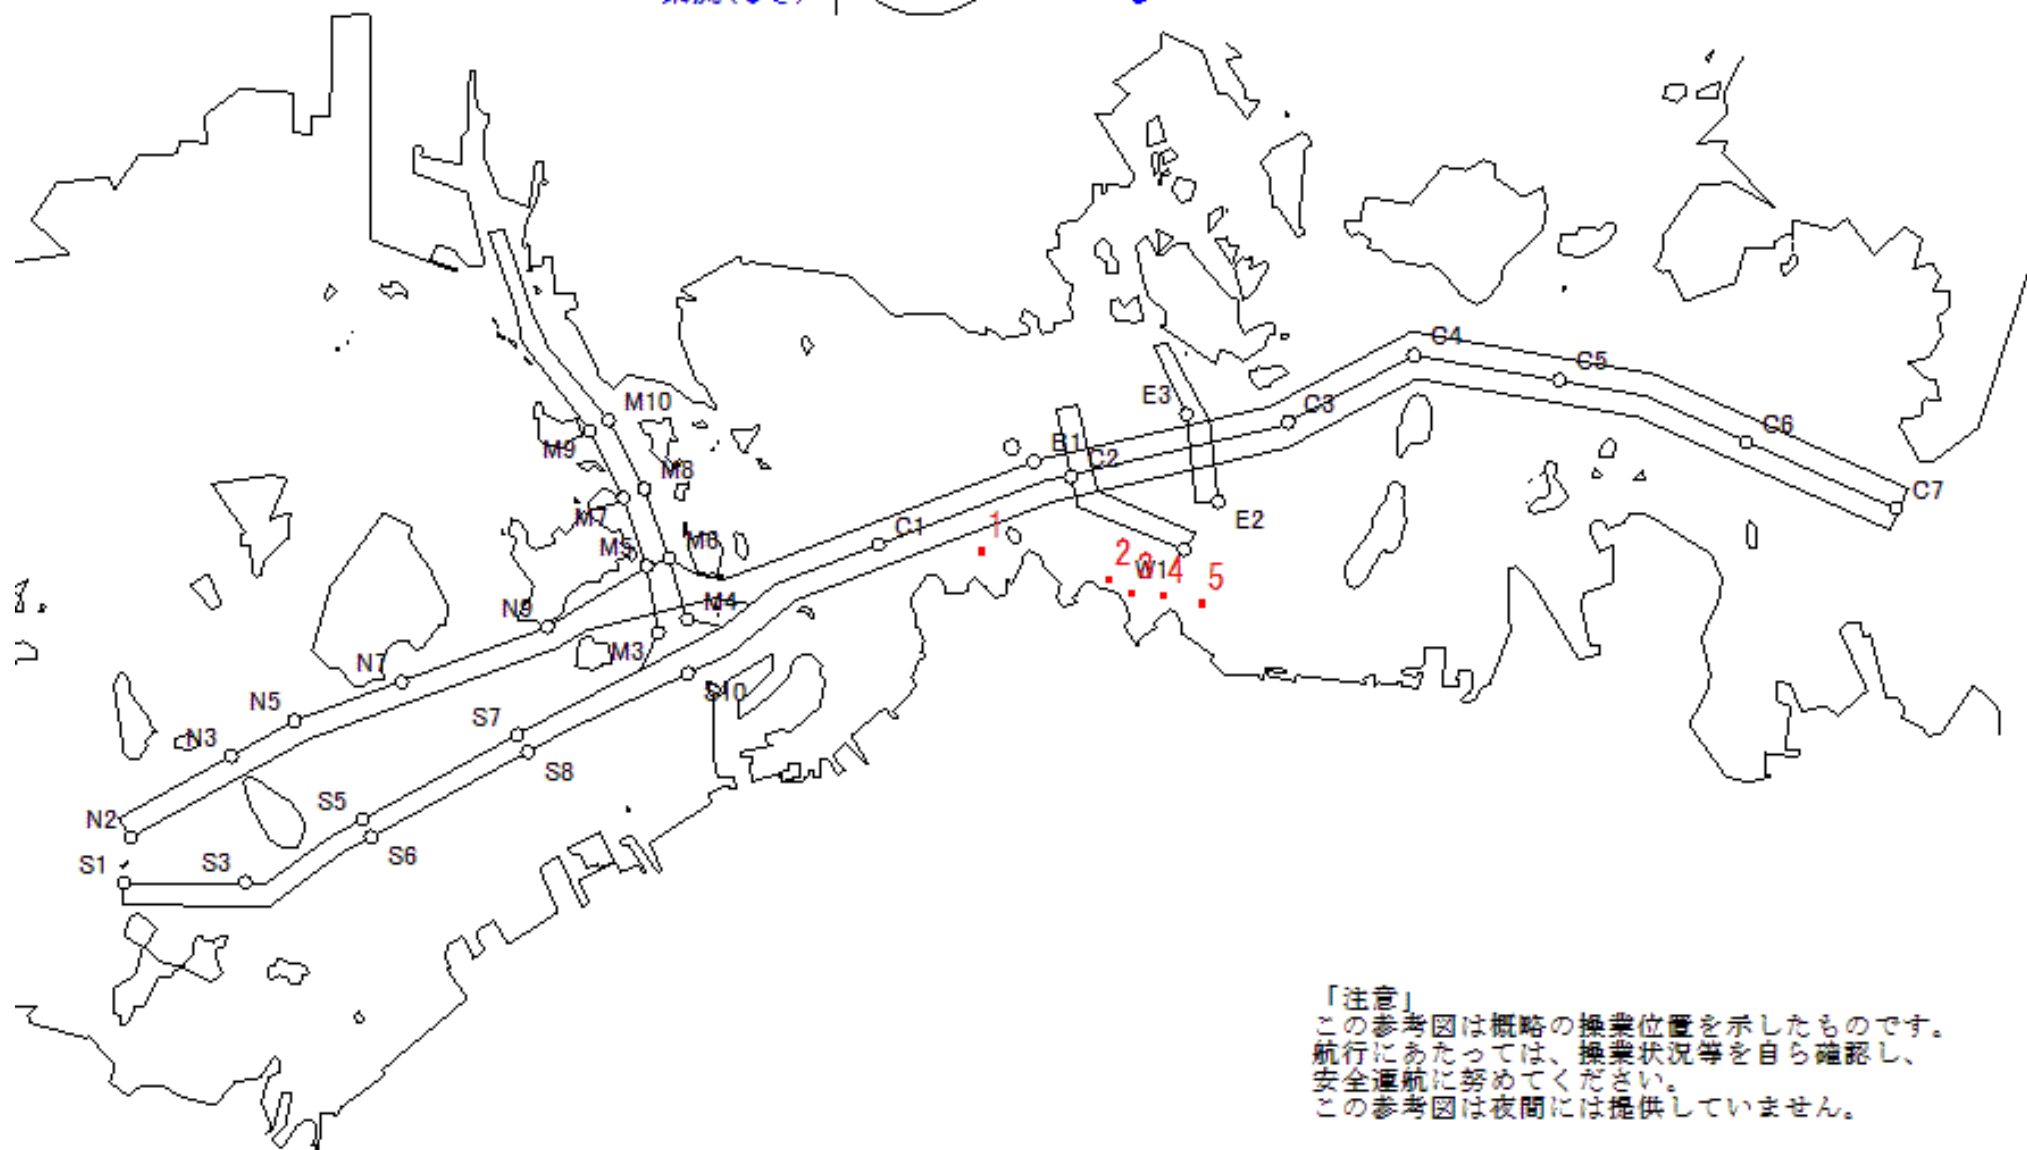 C4
C5
E3
M10
C3
C6
M9
B1
M8
C2
C7
M7
E2
C1
1
M5
M6
2
3
W1
4
5
N9
M4
M3
N7
S10
N5
S7
N3
S8
S5
N2
S6
S1
S3
「注意」
この参考図は概略の操業位置を示したものです。
航行にあたっては、操業状況等を自ら確認し、
安全運航に努めてください。
この参考図は夜間には提供していません。